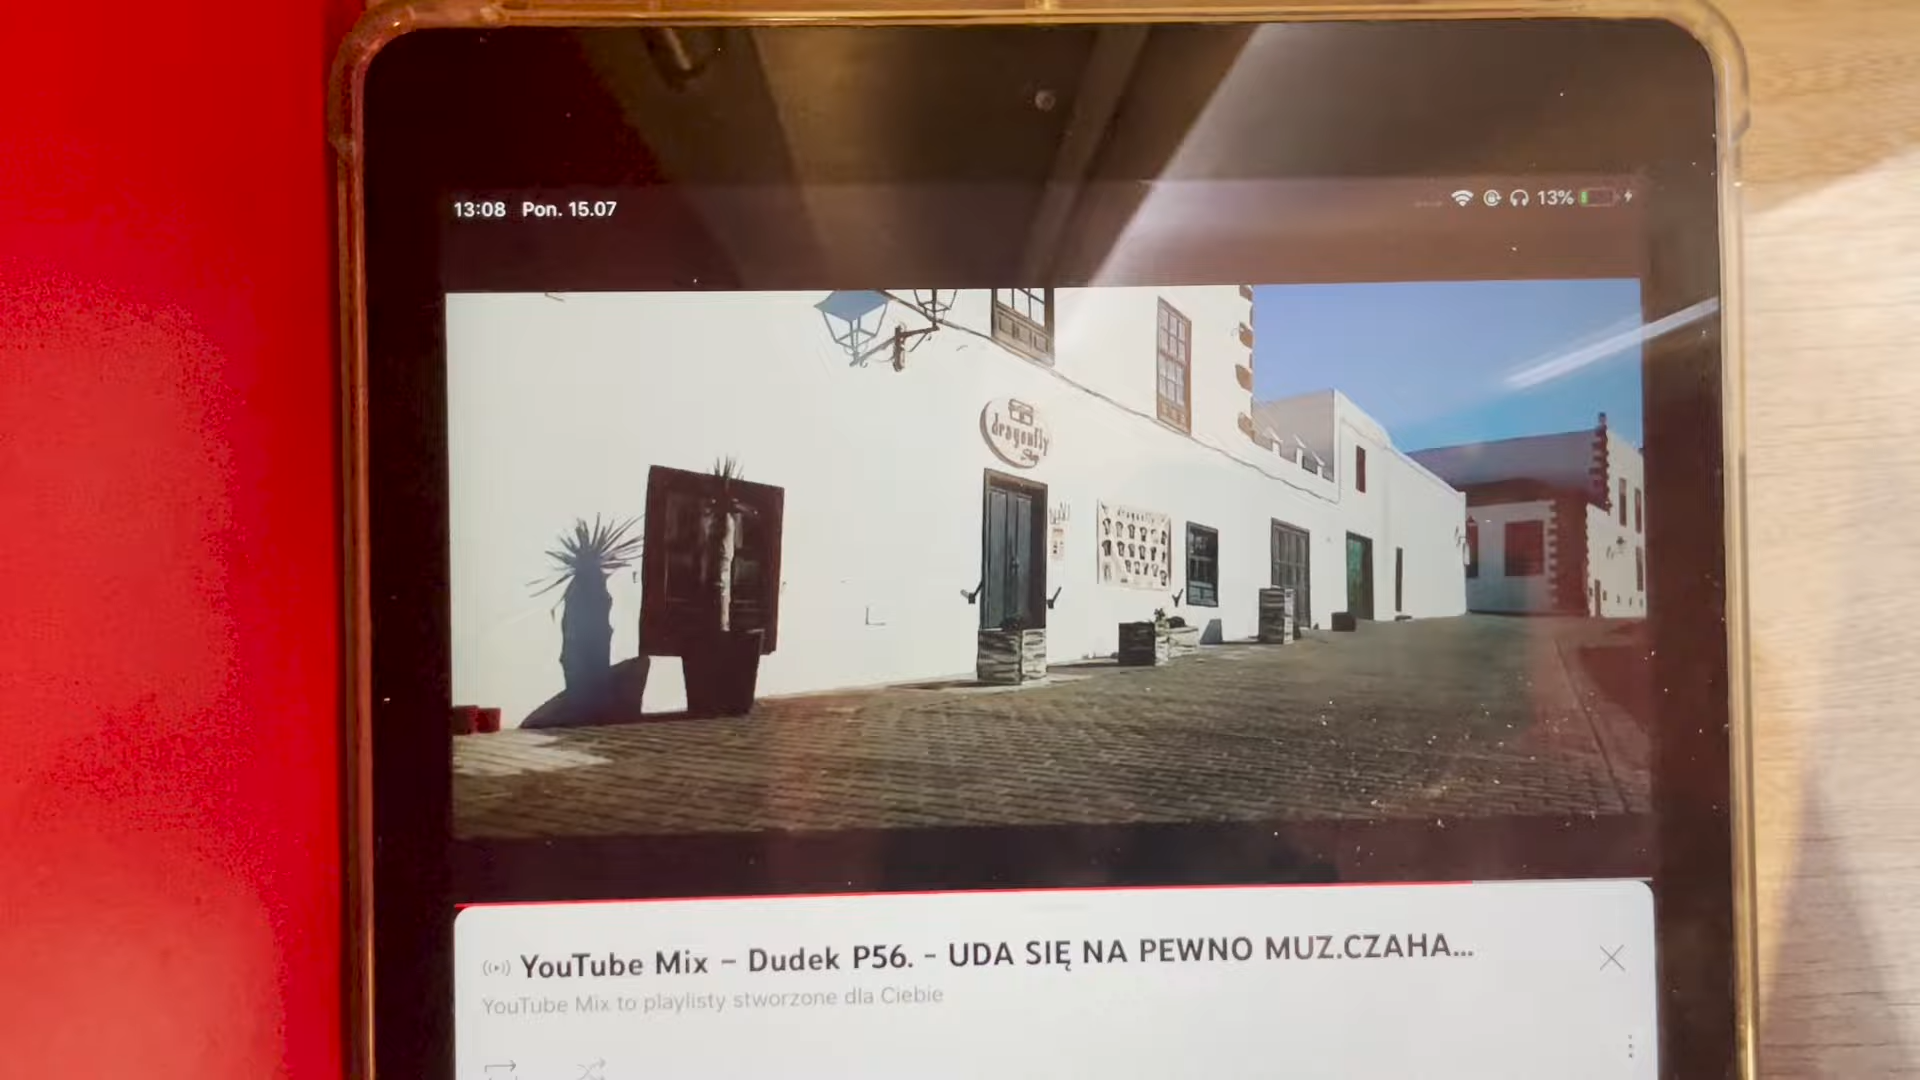 13:08 Pon. 15.07
13%
dragonfly
Shop
dragonfly
YouTube Mix – Dudek P56. - UDA SIĘ NA PEWNO MUZ.CZAHA...
YouTube Mix to playlisty stworzone dla Ciebie